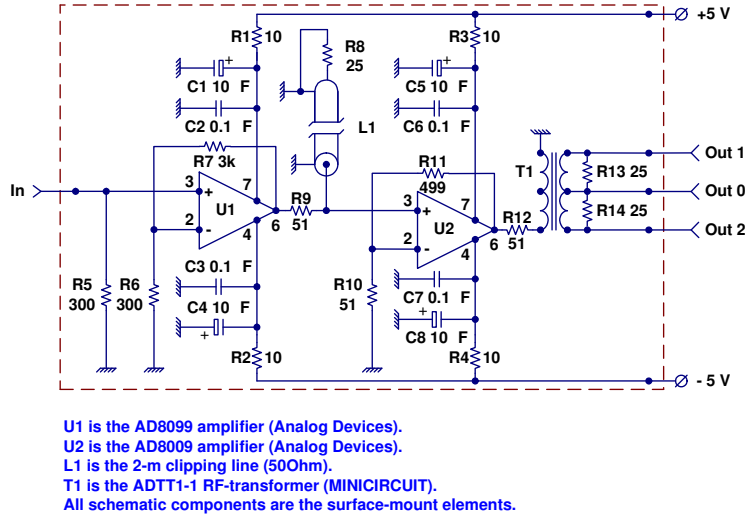 R1 10
R3 10
+5 V
R8
25
C1 10 F
C5 10 F
C2 0.1 F
L1
C6 0.1 F
R7 3k
R11
499
T1
R13 25
Out 1
In
3
+
7
U1
2
-
4
6
R9
51
3
+
7
U2
2
-
4
6
R12
51
Out 0
R14 25
Out 2
R5
300
R6
300
C3 0.1 F
C4 10 F
+
R10
51
C7 0.1 F
C8 10 F
+
+
+
R2 10
R4 10
- 5 V
U1 is the AD8099 amplifier (Analog Devices).
U2 is the AD8009 amplifier (Analog Devices).
L1 is the 2-m clipping line (50Ohm).
T1 is the ADTT1-1 RF-transformer (MINICIRCUIT).
All schematic components are the surface-mount elements.